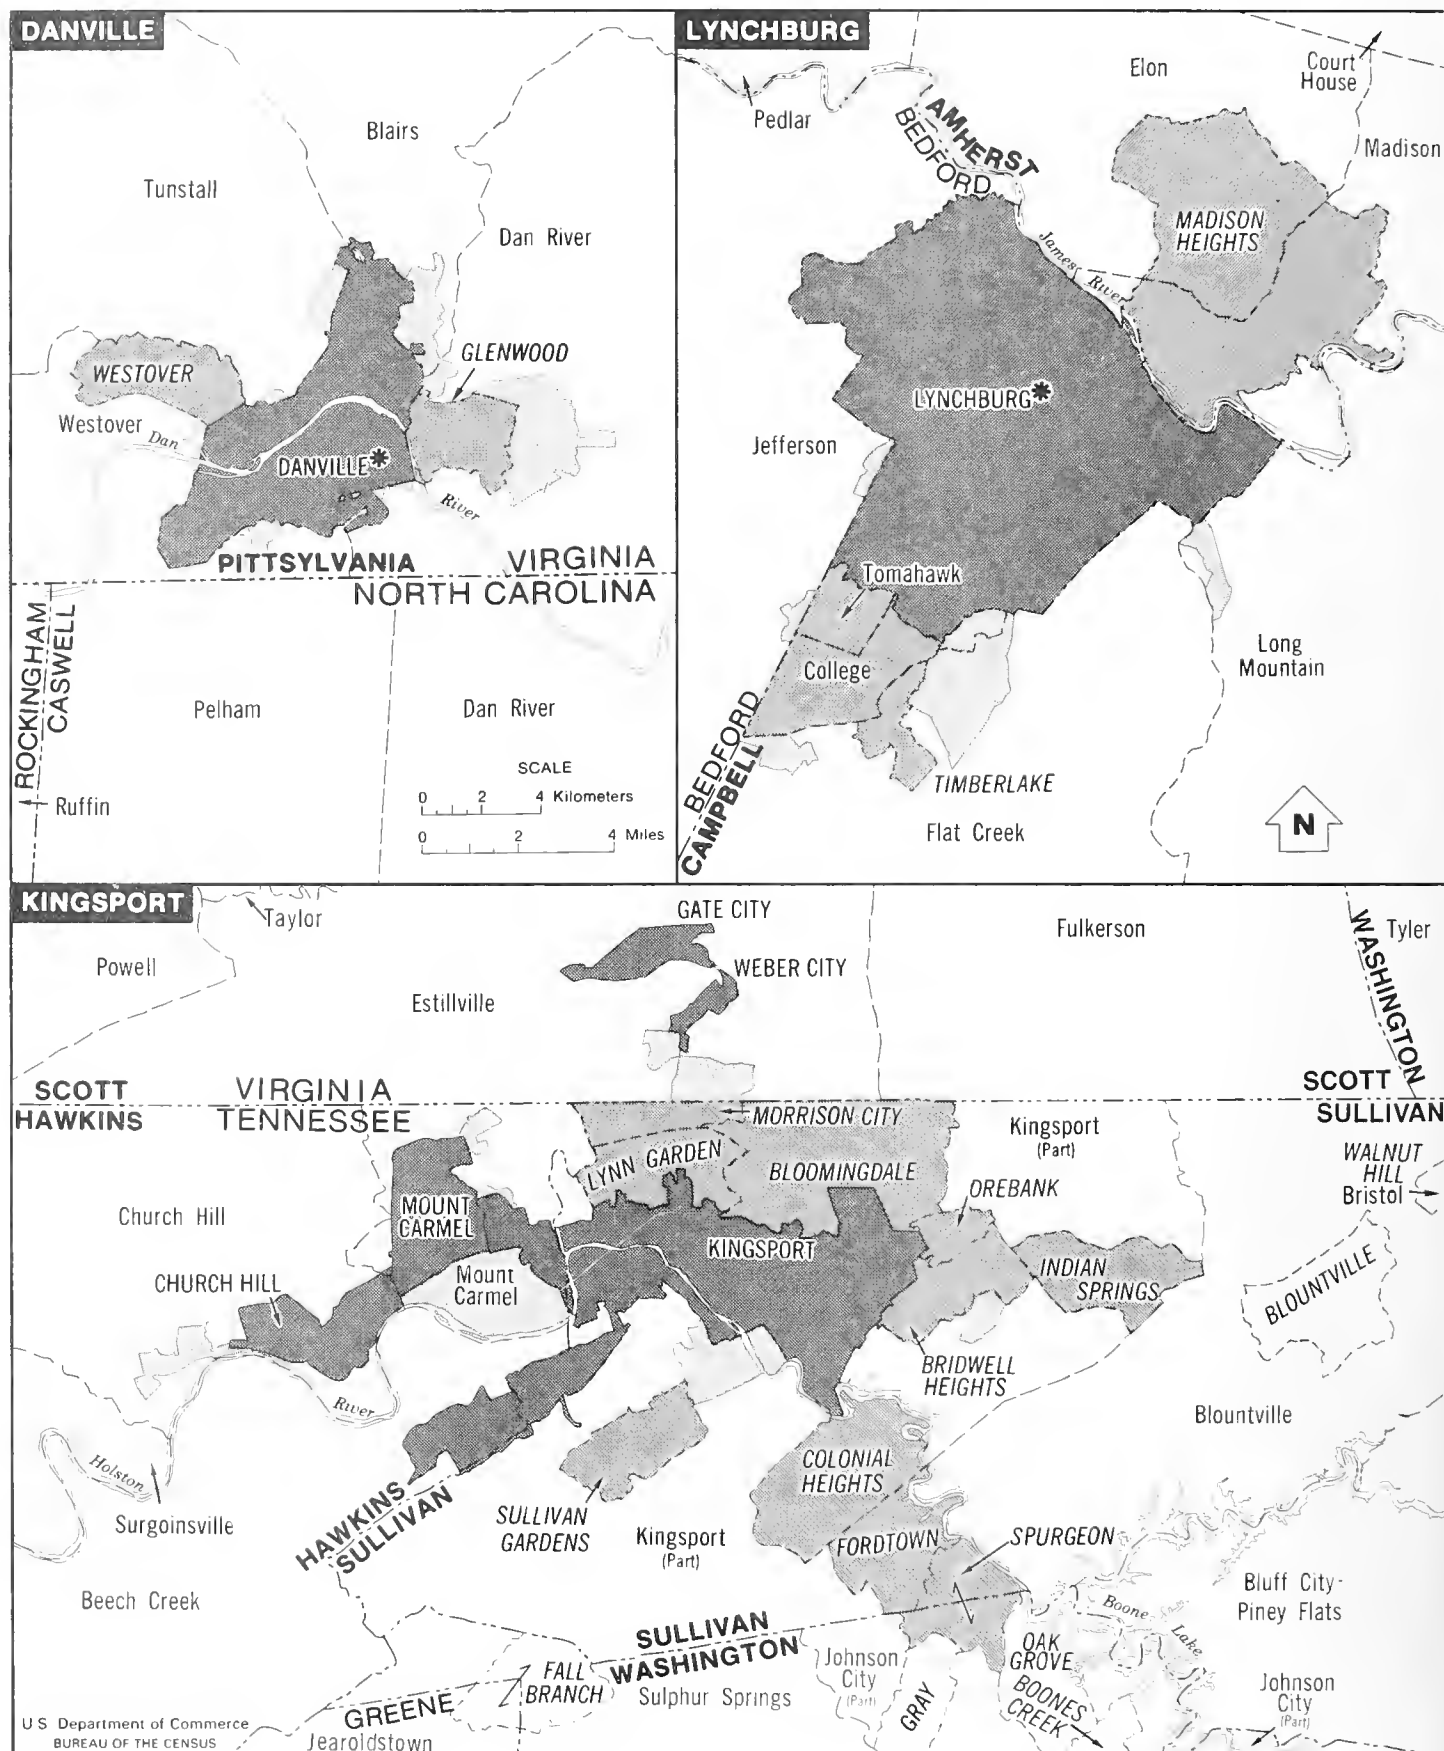 DANVILLE
Blairs
Tunstall
Dan River
GLENWOOD
WESTOVER
Westover
Dan
DANVILLE
River
PITTSYLVANIA
VIRGINIA
NORTH CAROLINA
ROCKINGHAM
CASWELL
Pelham
Dan River
SCALE
0 2 4 Kilometers
0 2 4 Miles
Ruffin
LYNCHBURG
Elon
Court
House
Pedlar
AMHERST
BEDFORD
Madison
MADISON
HEIGHTS
James River
LYNCHBURG
Jefferson
Tomahawk
College
Long
Mountain
BEDFORD
CAMPBELL
TIMBERLAKE
Flat Creek
N
KINGSPORT
Taylor
Powell
GATE CITY
WEBER CITY
Fulkerson
Tyler
WASHINGTON
Estillville
SCOTT
VIRGINIA
SCOTT
HAWKINS
TENNESSEE
SULLIVAN
MORRISON CITY
Kingsport
(Part)
LYNN GARDEN
BLOOMINGDALE
OREBANK
WALNUT
HILL
Bristol
Church Hill
MOUNT
CARMEL
KINGSPORT
INDIAN
SPRINGS
CHURCH HILL
Mount
Carmel
BLOUNTVILLE
BRIDWELL
HEIGHTS
River
Blountville
Holston
COLONIAL
HEIGHTS
Surgoinsville
HAWKINS
SULLIVAN
SULLIVAN
GARDENS
Kingsport
(Part)
FORDTOWN
SPURGEON
Beech Creek
Bluff City-
Piney Flats
Boone Lake
SULLIVAN
WASHINGTON
FALL
BRANCH
Sulphur Springs
Johnson
City
(Part)
GRAY
OAK
GROVE
BOONES
CREEK
Johnson
City
(Part)
GREENE
Jearoldstown
U S Department of Commerce
BUREAU OF THE CENSUS